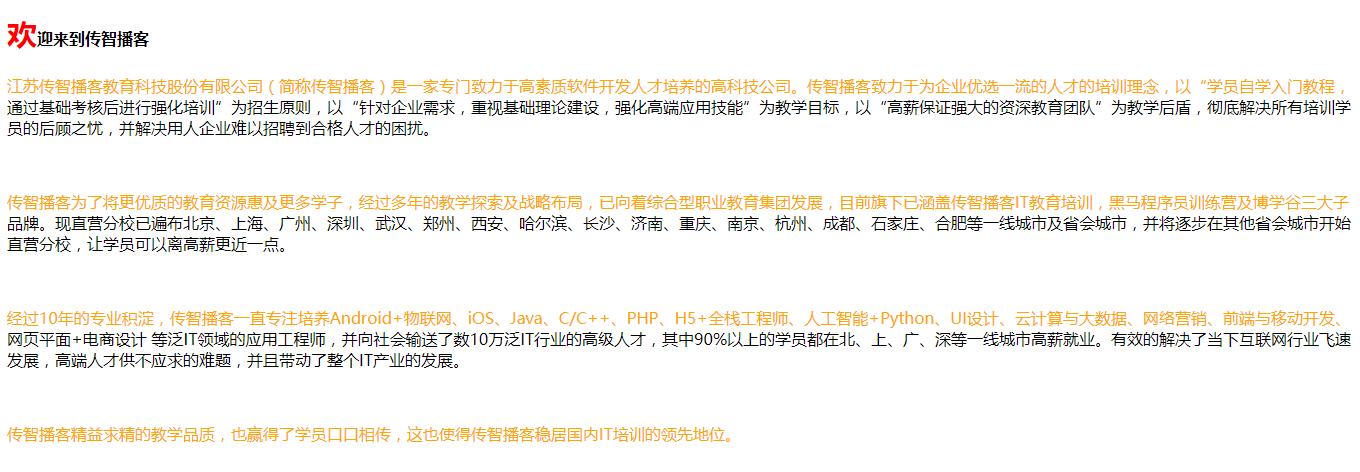 欢迎来到传智播客
江苏传智播客教育科技股份有限公司（简称传智播客）是一家专门致力于高素质软件开发人才培养的高科技公司。传智播客致力于为企业优选一流的人才的培训理念，以“学员自学入门教程，
通过基础考核后进行强化培训”为招生原则，以“针对企业需求，重视基础理论建设，强化高端应用技能”为教学目标，以“高薪保证强大的资深教育团队”为教学后盾，彻底解决所有培训学
员的后顾之忧，并解决用人企业难以招聘到合格人才的困扰。
传智播客为了将更优质的教育资源惠及更多学子，经过多年的教学探索及战略布局，已向着综合型职业教育集团发展，目前旗下已涵盖传智播客IT教育培训，黑马程序员训练营及博学谷三大子
品牌。现直营分校已遍布北京、上海、广州、深圳、武汉、郑州、西安、哈尔滨、长沙、济南、重庆、南京、杭州、成都、石家庄、合肥等一线城市及省会城市，并将逐步在其他省会城市开始
直营分校，让学员可以离高薪更近一点。
经过10年的专业积淀，传智播客一直专注培养Android+物联网、iOS、Java、C/C++、PHP、H5+全栈工程师、人工智能+Python、UI设计、云计算与大数据、网络营销、前端与移动开发、
网页平面+电商设计 等泛IT领域的应用工程师，并向社会输送了数10万泛IT行业的高级人才，其中90%以上的学员都在北、上、广、深等一线城市高薪就业。有效的解决了当下互联网行业飞速
发展，高端人才供不应求的难题，并且带动了整个IT产业的发展。
传智播客精益求精的教学品质，也赢得了学员口口相传，这也使得传智播客稳居国内IT培训的领先地位。